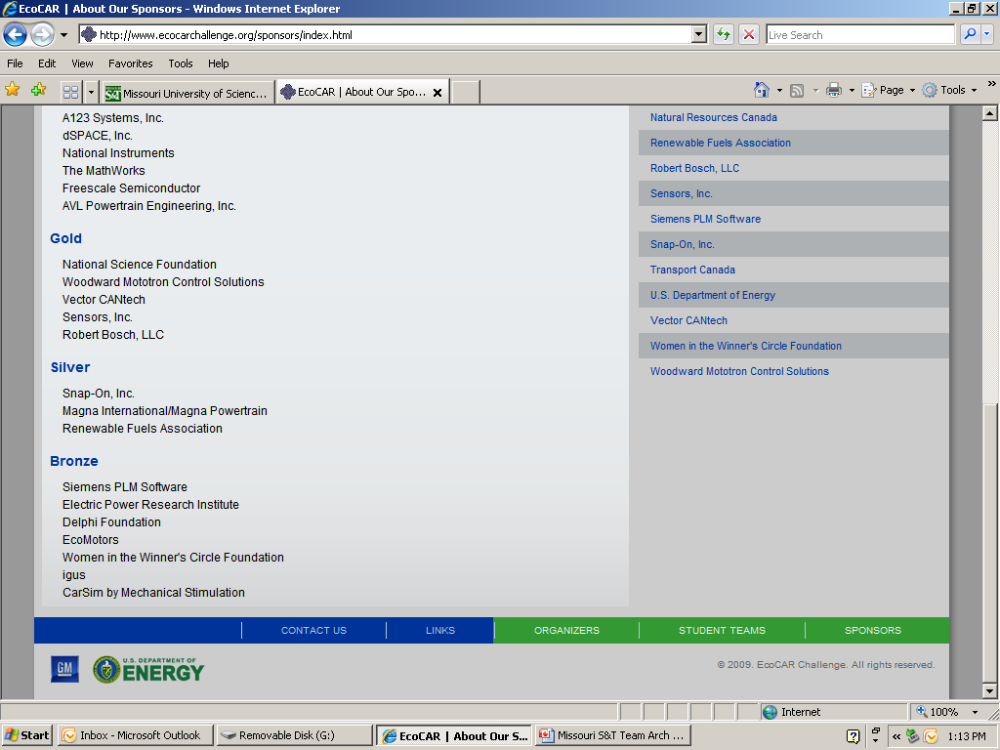 EcoCAR | About Our Sponsors - Windows Internet Explorer
http://www.ecocarchallenge.org/sponsors/index.html
Live Search
File Edit View Favorites Tools Help
Missouri University of Scienc...
EcoCAR | About Our Spo...
Page
Tools
A123 Systems, Inc.
dSPACE, Inc.
National Instruments
The MathWorks
Freescale Semiconductor
AVL Powertrain Engineering, Inc.
Gold
National Science Foundation
Woodward Mototron Control Solutions
Vector CANtech
Sensors, Inc.
Robert Bosch, LLC
Silver
Snap-On, Inc.
Magna International/Magna Powertrain
Renewable Fuels Association
Bronze
Siemens PLM Software
Electric Power Research Institute
Delphi Foundation
EcoMotors
Women in the Winner's Circle Foundation
igus
CarSim by Mechanical Stimulation
Natural Resources Canada
Renewable Fuels Association
Robert Bosch, LLC
Sensors, Inc.
Siemens PLM Software
Snap-On, Inc.
Transport Canada
U.S. Department of Energy
Vector CANtech
Women in the Winner's Circle Foundation
Woodward Mototron Control Solutions
CONTACT US LINKS ORGANIZERS STUDENT TEAMS SPONSORS
GM
U.S. DEPARTMENT OF
ENERGY
© 2009. EcoCAR Challenge. All rights reserved.
Internet
100%
Start
Inbox - Microsoft Outlook
Removable Disk (G:)
EcoCAR | About Our S...
Missouri S&T Team Arch ...
1:13 PM